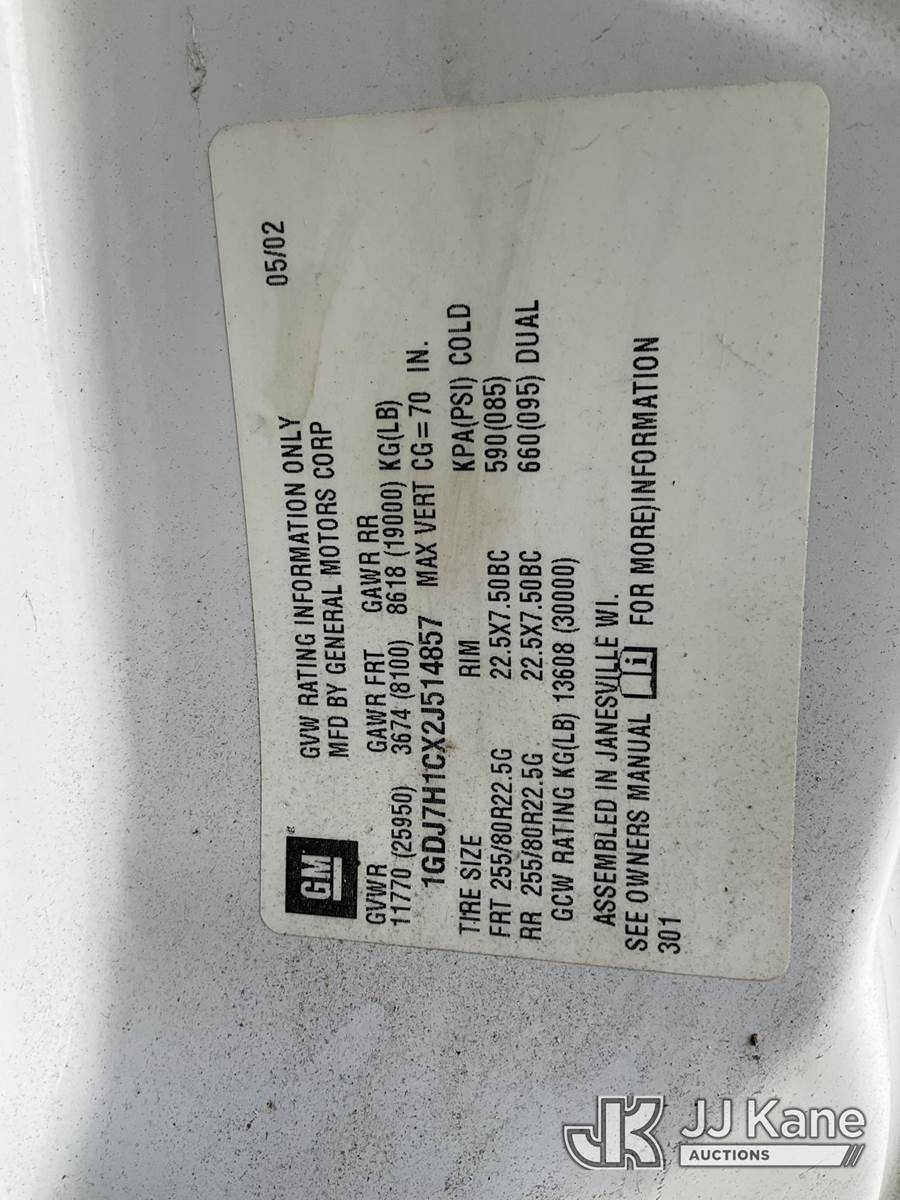 GM
GVW RATING INFORMATION ONLY 05/02
MFD BY GENERAL MOTORS CORP
GVWR GAWR FRT GAWR RR
11770 (25950) 3674 (8100) 8618 (19000) KG(LB)
1GDJ7H1CX2J514857 MAX VERT CG=70 IN.
TIRE SIZE RIM KPA(PSI) COLD
FRT 255/80R22.5G 22.5X7.50BC 590(085)
RR 255/80R22.5G 22.5X7.50BC 660(095) DUAL
GCW RATING KG(LB) 13608 (30000)
ASSEMBLED IN JANESVILLE WI.
SEE OWNERS MANUAL i FOR MORE)INFORMATION
301
JK JJ Kane
AUCTIONS